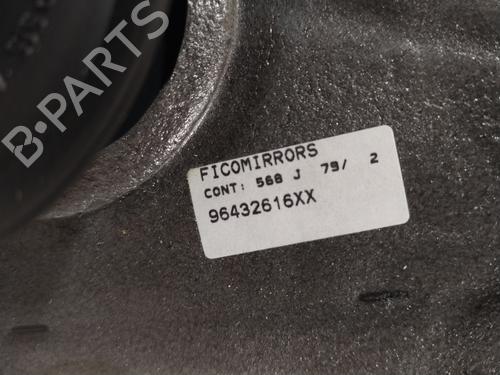 FICOMIRRORS
CONT: 568 J 79/ 2
96432616XX
B-PARTS